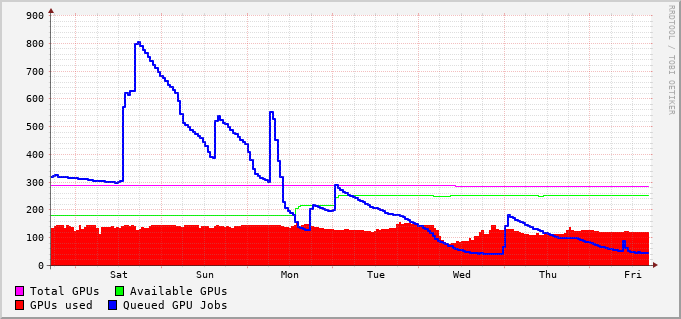 900
800
700
600
500
400
300
200
100
0
Sat Sun Mon Tue Wed Thu Fri
Total GPUs Available GPUs
GPUs used Queued GPU Jobs
RRDTOOL / TOBI OETIKER